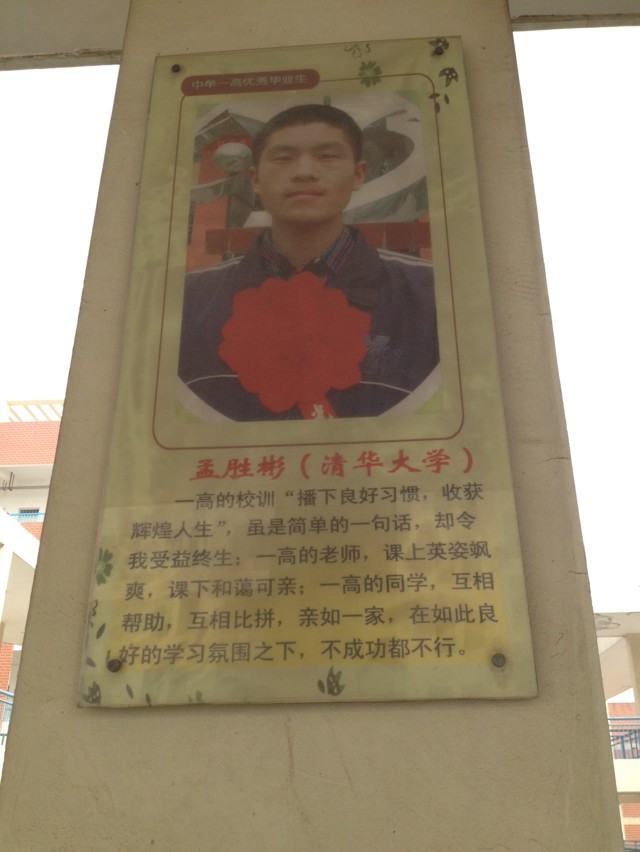 中牟一高优秀毕业生
孟胜彬（清华大学）
一高的校训“播下良好习惯，收获
辉煌人生”，虽是简单的一句话，却令
我受益终生；一高的老师，课上英姿飒
爽，课下和蔼可亲；一高的同学，互相
帮助，互相比拼，亲如一家，在如此良
好的学习氛围之下，不成功都不行。